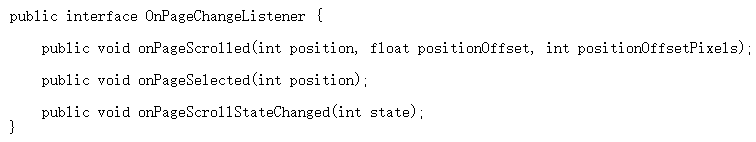 public interface OnPageChangeListener {
public void onPageScrolled(int position, float positionOffset, int positionOffsetPixels);
public void onPageSelected(int position);
public void onPageScrollStateChanged(int state);
}